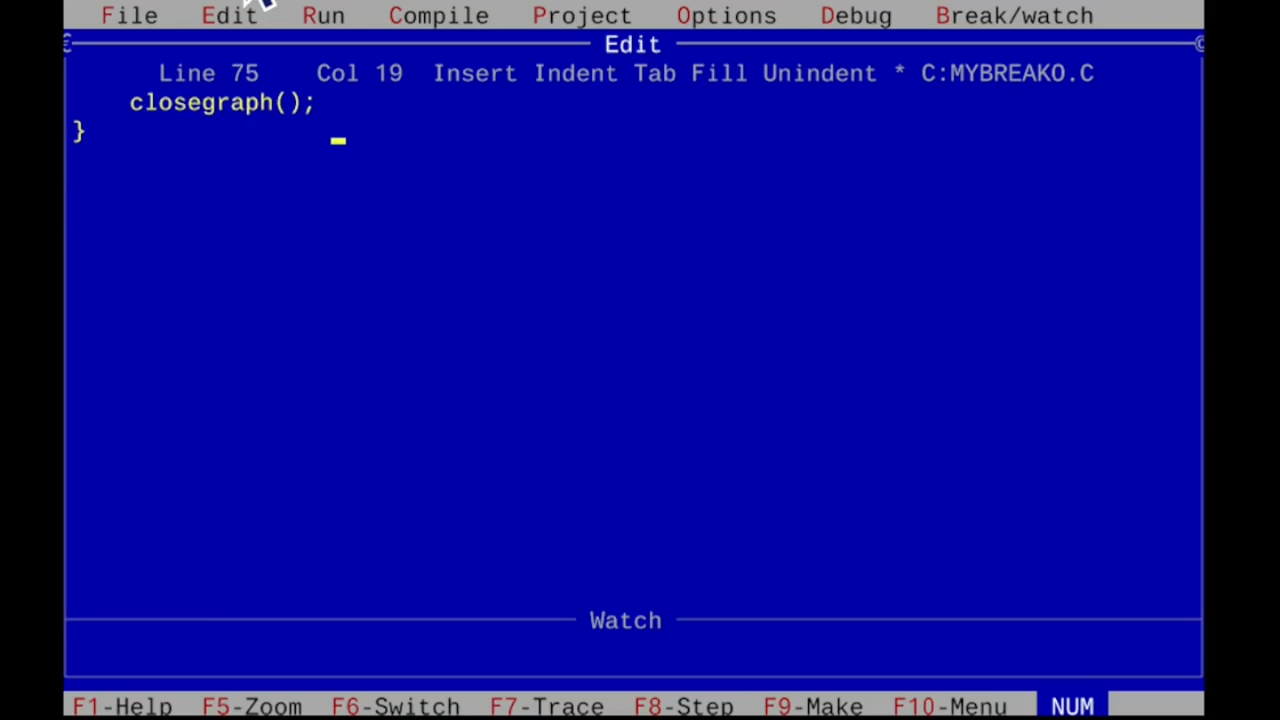 File Edit Run Compile Project Options Debug Break/watch
Edit
Line 75 Col 19 Insert Indent Tab Fill Unindent * C:MYBREAKO.C
closegraph();
}
Watch
F1-Help F5-Zoom F6-Switch F7-Trace F8-Step F9-Make F10-Menu NUM